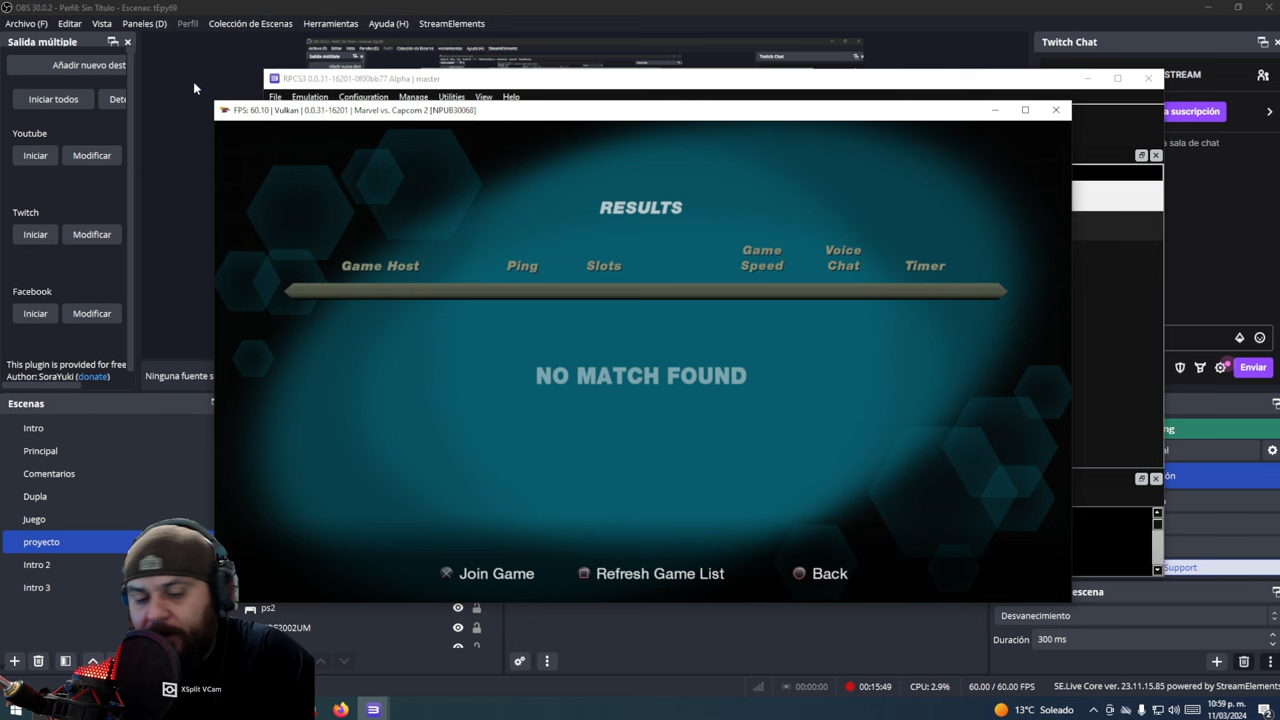 OBS 30.0.2 - Perfil: Sin Título - Escenas: tEpy69
Archivo (F) Editar Vista Paneles (D) Perfil Colección de Escenas Herramientas Ayuda (H) StreamElements
Salida múltiple
Añadir nuevo dest
Iniciar todos
Youtube
Iniciar Modificar
Twitch
Iniciar Modificar
Facebook
Iniciar Modificar
This plugin is provided for free
Author: SoraYuki (donate)
Ninguna fuente s
Escenas
Intro
Principal
Comentarios
Dupla
Juego
proyecto
Intro 2
Intro 3
RPCS3 0.0.31-16201-0f00bb77 Alpha | master
File Emulation Configuration Manage Utilities View Help
FPS: 60.10 | Vulkan | 0.0.31-16201 | Marvel vs. Capcom 2 [NPUB30068]
RESULTS
Game Host Ping Slots Game Speed Voice Chat Timer
NO MATCH FOUND
Join Game Refresh Game List Back
ps2
2002UM
XSplit VCam
Twitch Chat
STREAM
a suscripción
sala de chat
Enviar
Support
Desvanecimiento
Duración 300 ms
00:00:00 00:15:49 CPU: 2.9% 60.00 / 60.00 FPS SE.Live Core ver. 23.11.15.85 powered by StreamElements
13°C Soleado
10:59 p. m.
11/03/2024